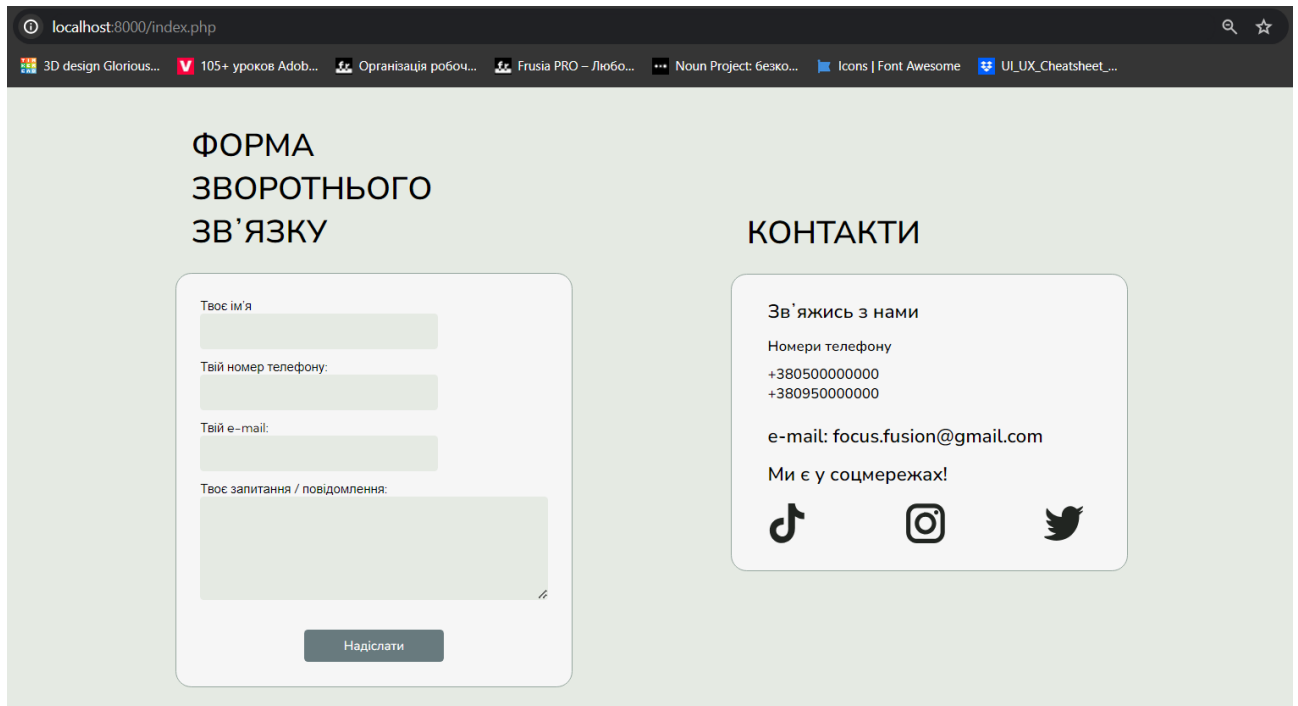 localhost:8000/index.php
3D design Glorious...
105+ уроков Adob...
Організація робоч...
Frusia PRO – Любо...
Noun Project: безко...
Icons | Font Awesome
UI_UX_Cheatsheet_...
ФОРМА
ЗВОРОТНЬОГО
ЗВ’ЯЗКУ
Твоє ім'я
Твій номер телефону:
Твій e-mail:
Твоє запитання / повідомлення:
Надіслати
КОНТАКТИ
Зв’яжись з нами
Номери телефону
+380500000000
+380950000000
e-mail: focus.fusion@gmail.com
Ми є у соцмережах!